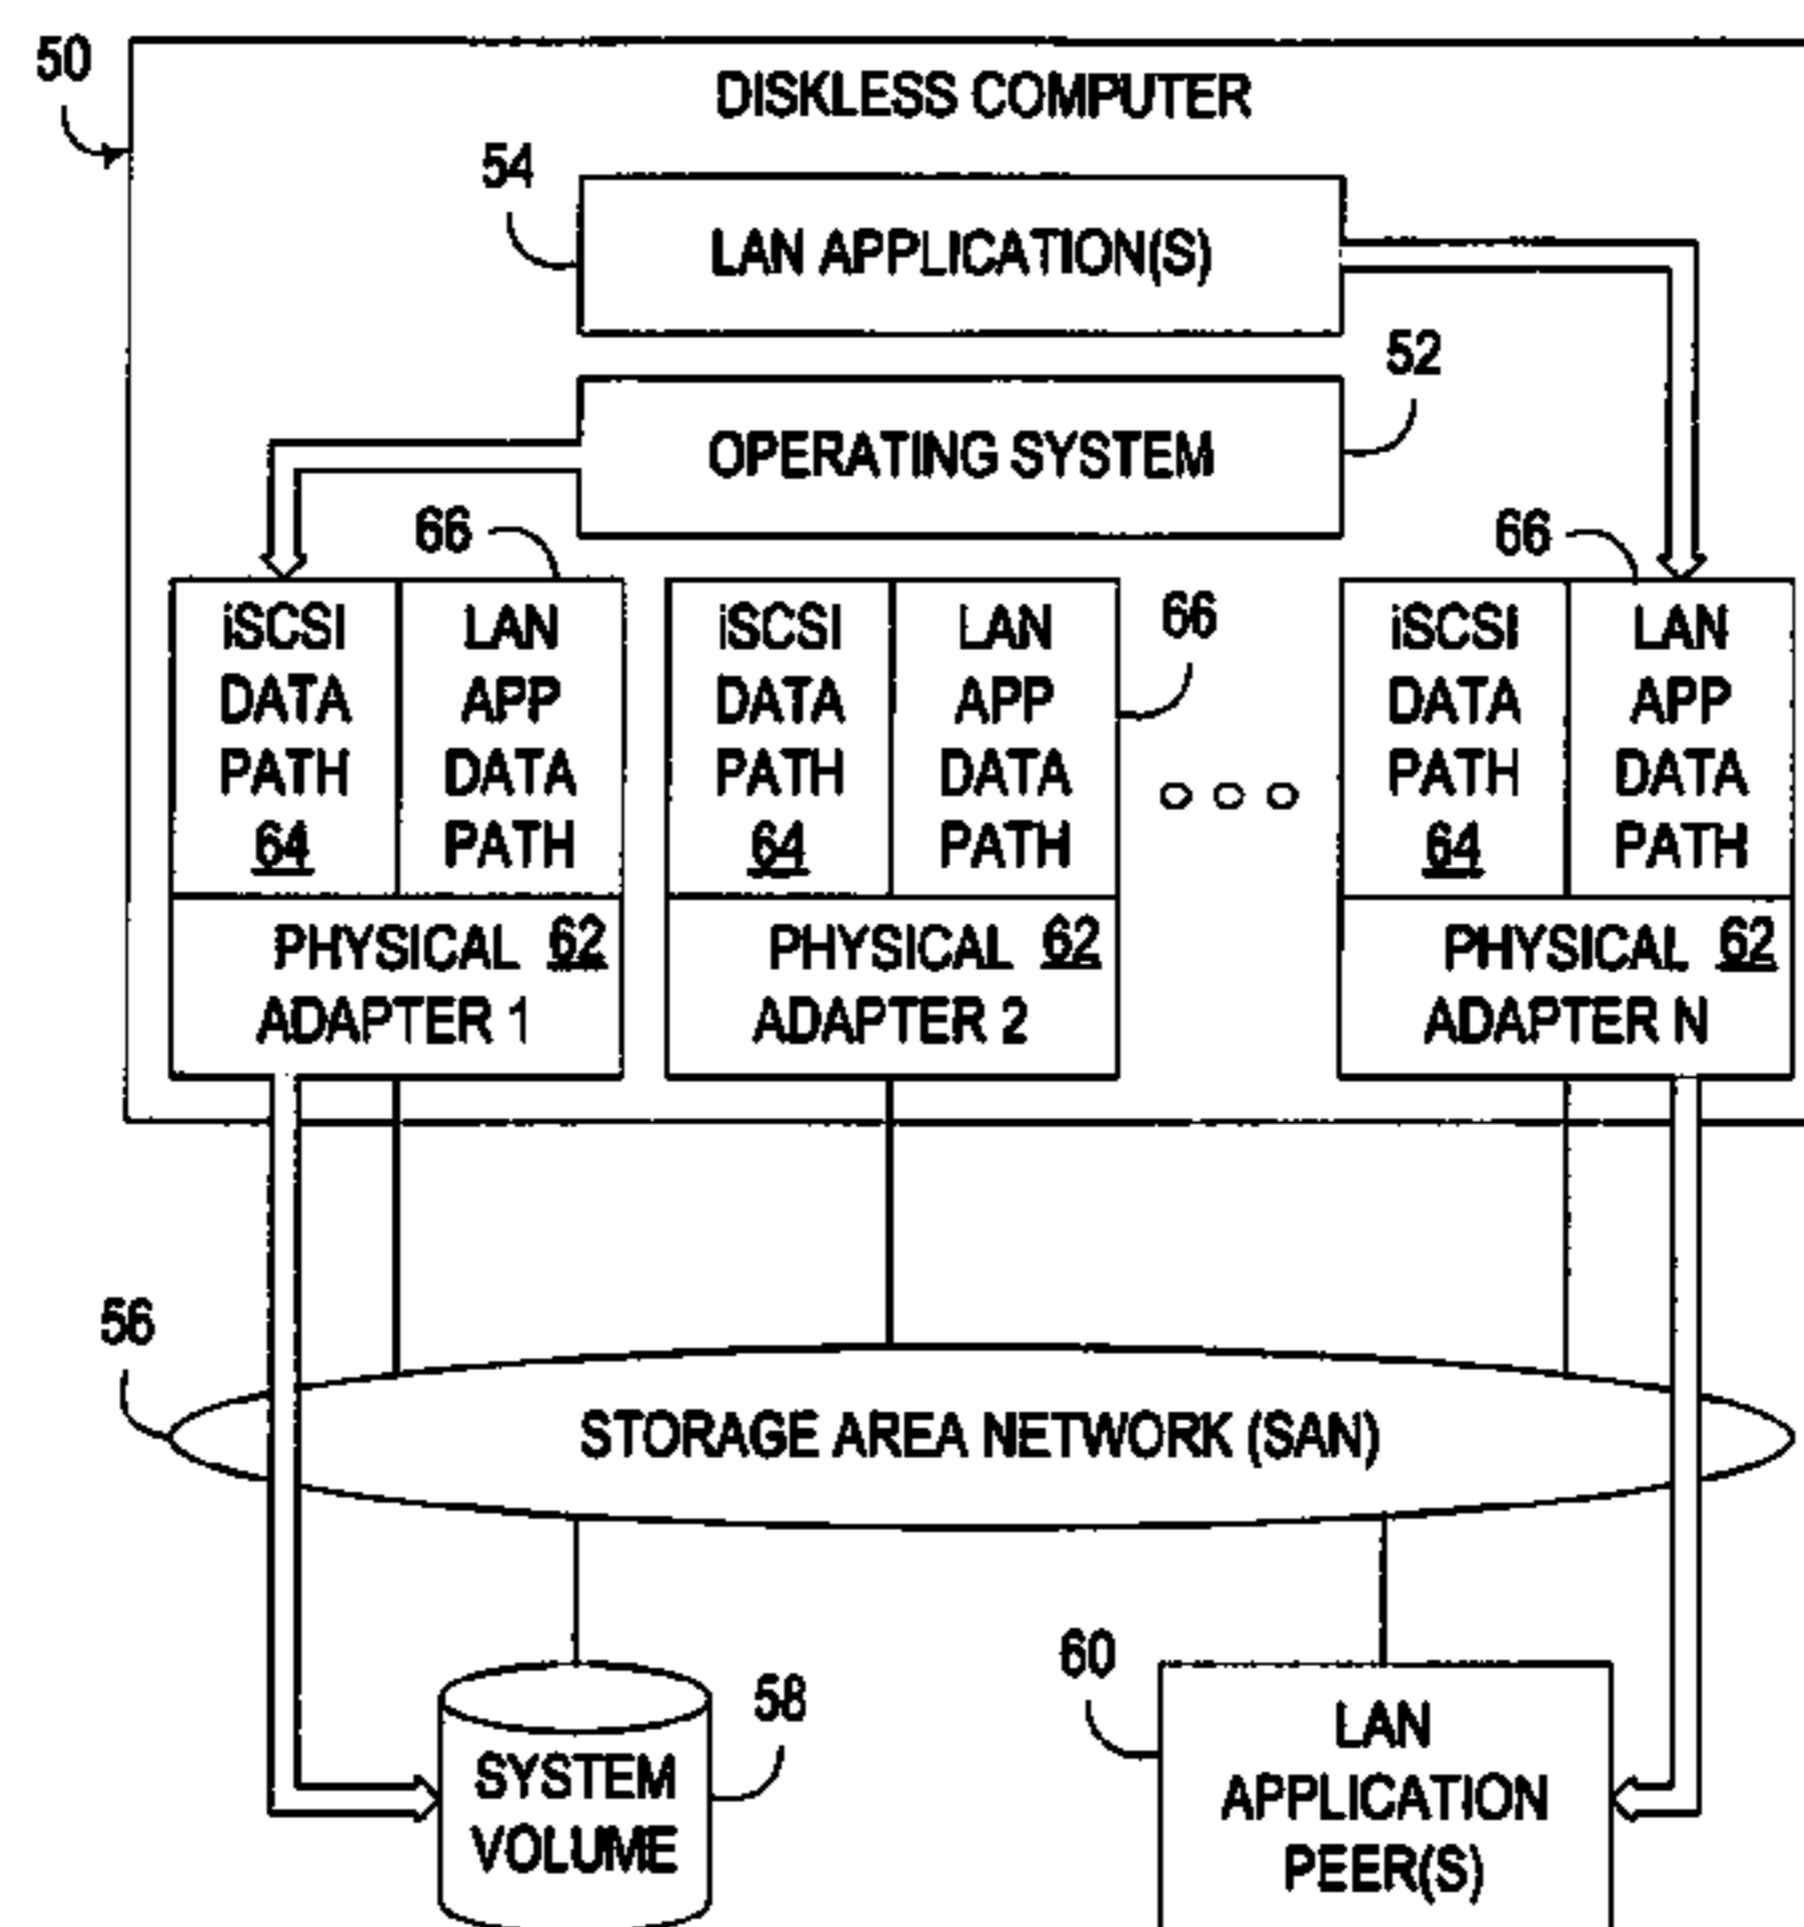 50
DISKLESS COMPUTER
54
LAN APPLICATION(S)
52
OPERATING SYSTEM
66
66
iSCSI
DATA
PATH
64
LAN
APP
DATA
PATH
PHYSICAL 62
ADAPTER 1
iSCSI
DATA
PATH
64
LAN
APP
DATA
PATH
66
PHYSICAL 62
ADAPTER 2
iSCSI
DATA
PATH
64
LAN
APP
DATA
PATH
PHYSICAL 62
ADAPTER N
56
STORAGE AREA NETWORK (SAN)
58
SYSTEM
VOLUME
60
LAN
APPLICATION
PEER(S)